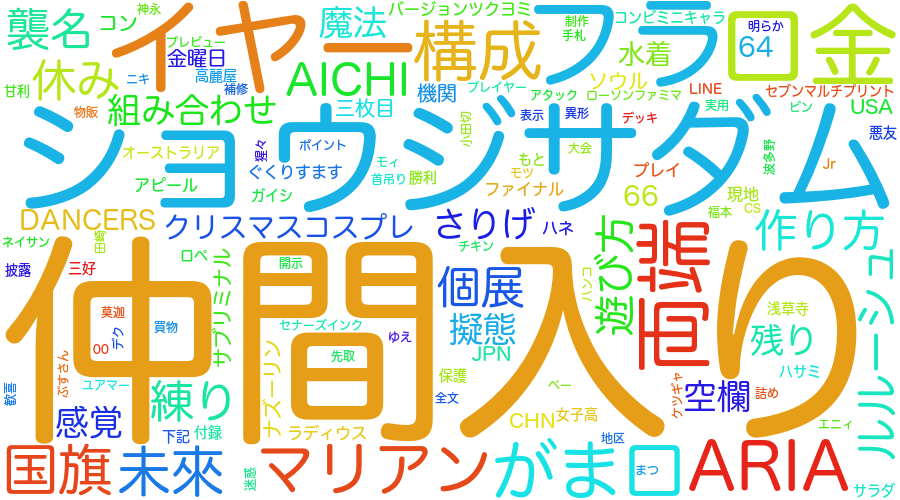 襲名
コン
神永
イヤー
プレビュー
金曜日
魔法
バージョンツクヨミ
構成
フラ
制作
手札
コンビミニキャラ
水着
明らか
64
回
金
休み
甘利
物販
組み合わせ
ニキ
高麗屋
補修
AICHI
三枚目
機関
プレイヤー
アタック
ソウル
ローソンファミマ
LINE
セブンマルチプリント
ピン
USA
実用
ショウジサダム
オーストラリア
猩々
ポイント
アピール
ぐくりすます
ガイシ
モィ
首吊り
勝利
小田切
表示
異形
デッキ
もと
モツ
大会
ファイナル
プレイ
66
波多野
悪友
Jr
現地
CS
福本
DANCERS
クリスマスコスプレ
さりげ
ハネ
作り方
ネイサン
田崎
披露
三好
ロペ
サブリミナル
開示
チキン
遊び方
両端
ルルーシュ
仲間入り
個展
擬態
JPN
ハンコ
浅草寺
残り
莫迦
デク
買物
00
セナーズインク
先取
ゆえ
ハサミ
歓喜
ぷすさん
ユアマー
練り
ナズーリン
保護
全文
ベー
ケツギャ
空欄
詰め
感覚
下記
付録
ラディウス
CHN
女子高
エニィ
国旗
未來
迷惑
マリアン
がま
地区
まつ
ロ
ARIA
サラダ